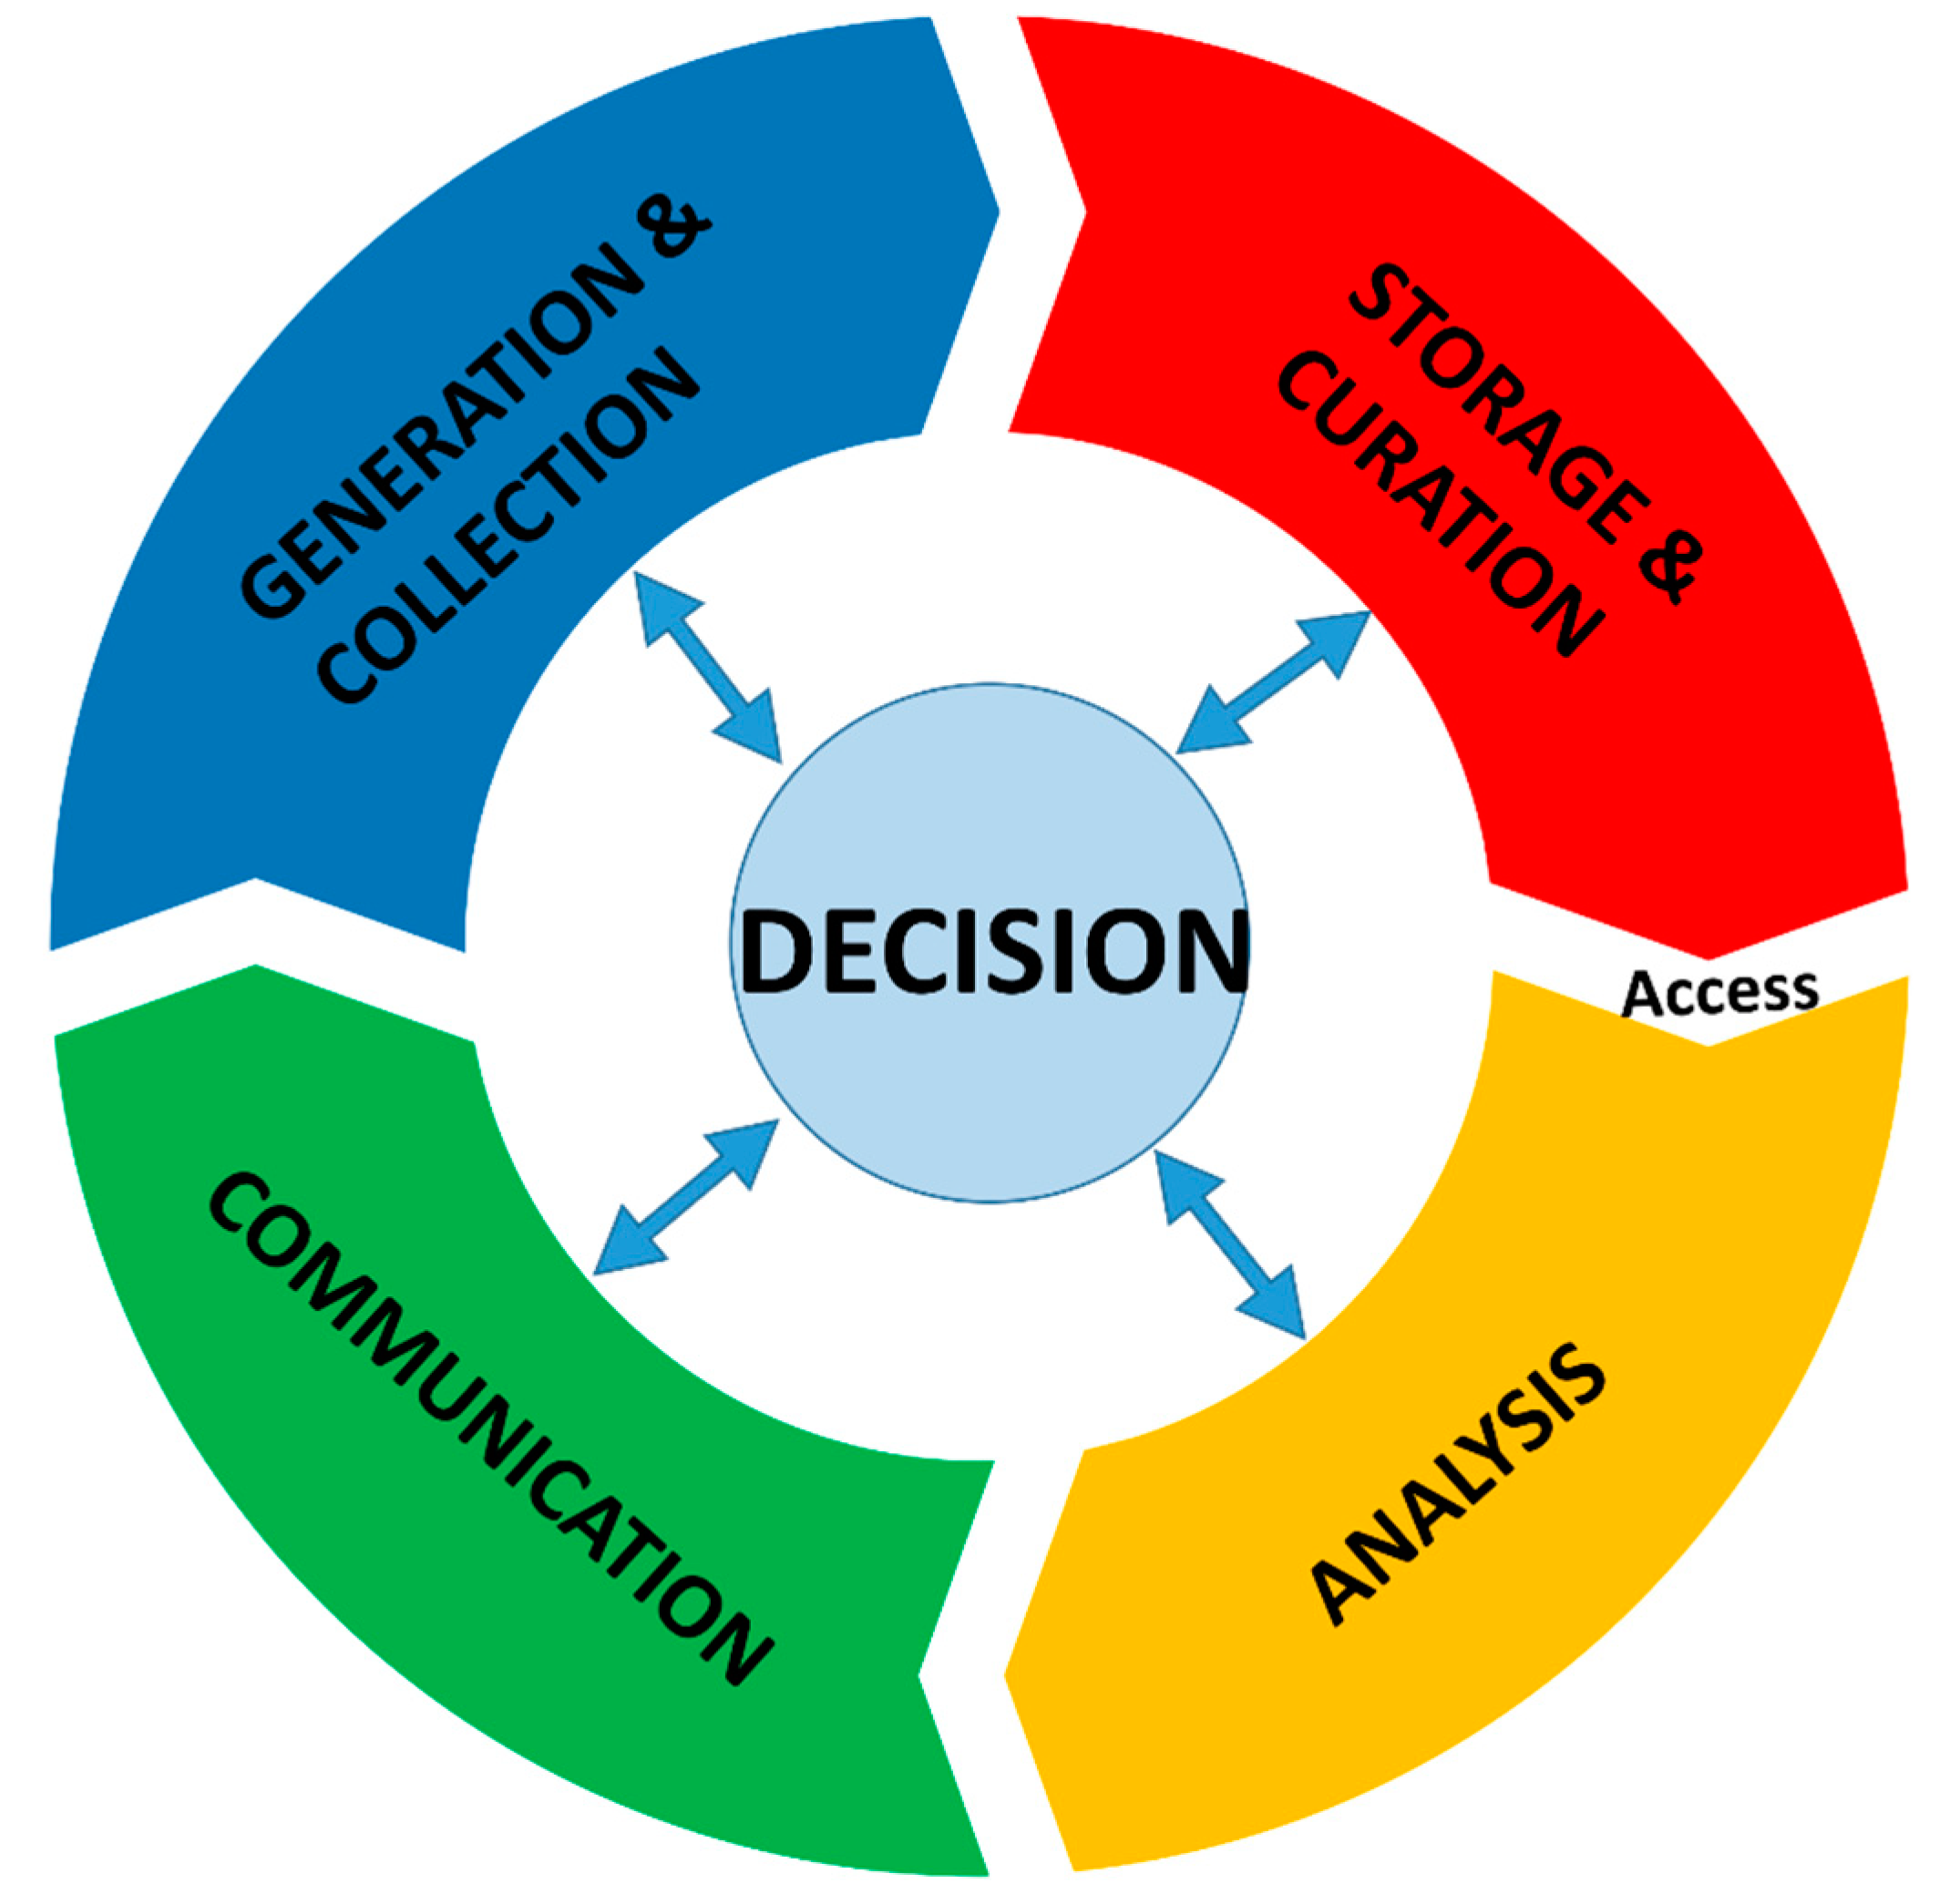 GENERATION &
COLLECTION
STORAGE &
CURATION
DECISION
Access
COMMUNICATION
ANALYSIS